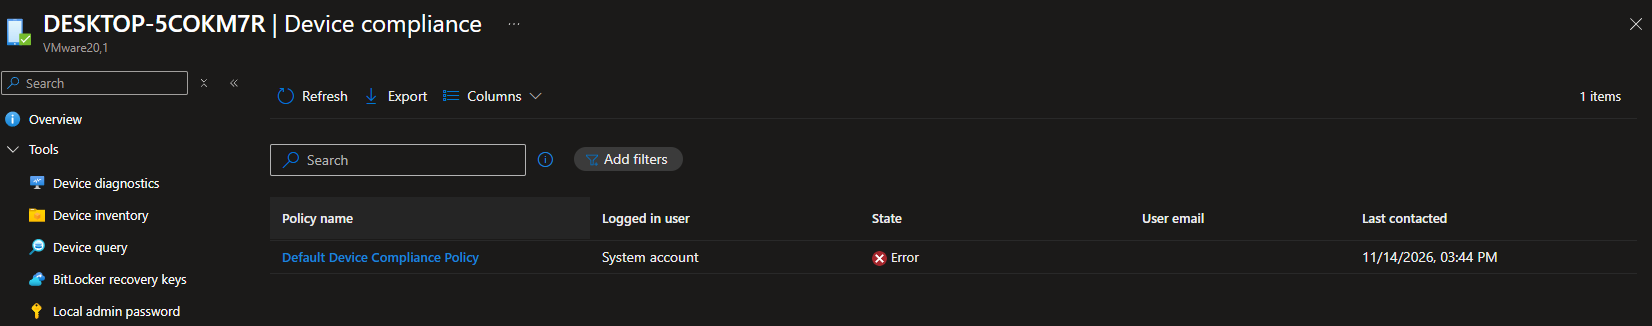 DESKTOP-5COKM7R | Device compliance ...
VMware20,1
Search
Refresh Export Columns 1 items
Overview
Tools
Search Add filters
Device diagnostics
Device inventory
Policy name Logged in user State User email Last contacted
Device query
Default Device Compliance Policy System account Error 11/14/2026, 03:44 PM
BitLocker recovery keys
Local admin password